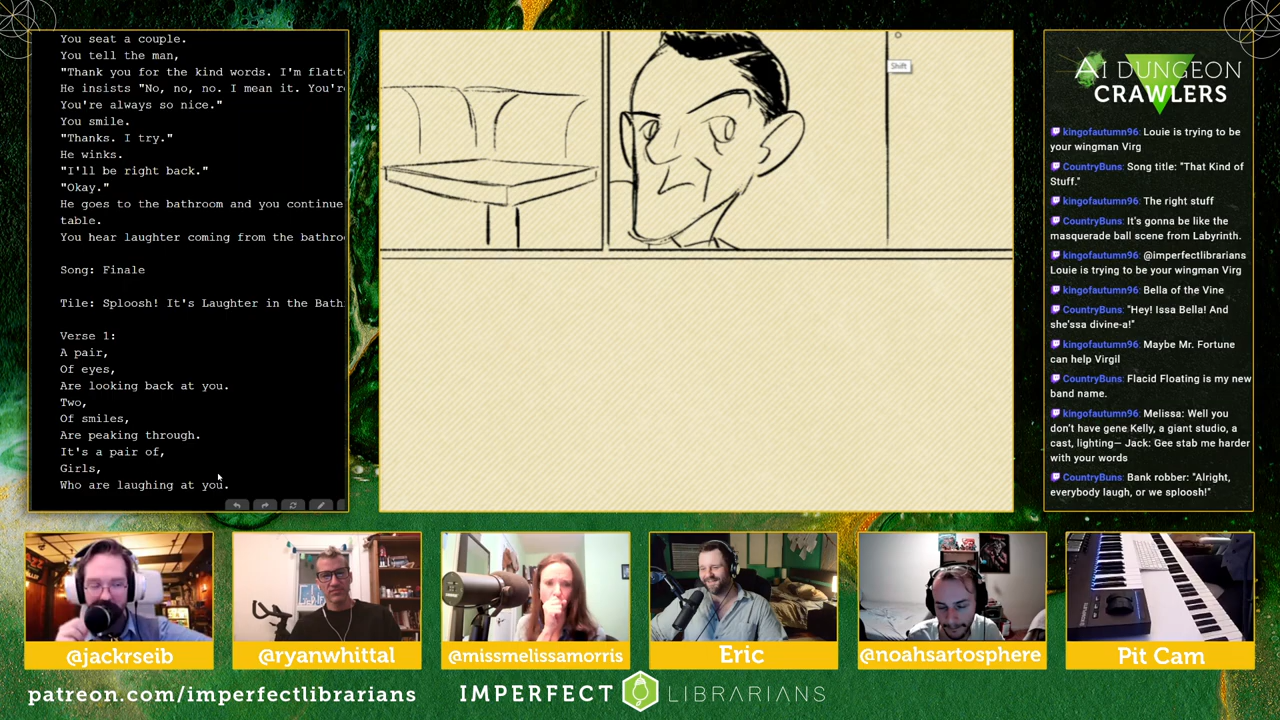 You seat a couple.
You tell the man,
"Thank you for the kind words. I'm flatt
He insists "No, no, no. I mean it. You'r
You're always so nice."
You smile.
"Thanks. I try."
He winks.
"I'll be right back."
"Okay."
He goes to the bathroom and you continue
table.
You hear laughter coming from the bathro
Song: Finale
Tile: Sploosh! It's Laughter in the Bath
Verse 1:
A pair,
Of eyes,
Are looking back at you.
Two,
Of smiles,
Are peaking through.
It's a pair of,
Girls,
Who are laughing at you.
Shift
AI DUNGEON
CRAWLERS
kingofautumn96: Louie is trying to be
your wingman Virg
CountryBuns: Song title: "That Kind of
Stuff."
kingofautumn96: The right stuff
CountryBuns: It's gonna be like the
masquerade ball scene from Labyrinth.
kingofautumn96: @imperfectlibrarians
Louie is trying to be your wingman Virg
kingofautumn96: Bella of the Vine
CountryBuns: "Hey! Issa Bella! And
she'ssa divine-a!"
kingofautumn96: Maybe Mr. Fortune
can help Virgil
CountryBuns: Flacid Floating is my new
band name.
kingofautumn96: Melissa: Well you
don't have gene Kelly, a giant studio, a
cast, lighting— Jack: Gee stab me harder
with your words
CountryBuns: Bank robber: "Alright,
everybody laugh, or we sploosh!"
@jackrseib
@ryanwhittal
@missmelissamorris
Eric
@noahsartosphere
Pit Cam
patreon.com/imperfectlibrarians
IMPERFECT LIBRARIANS